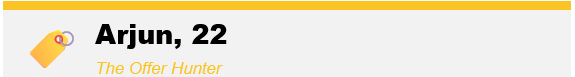 Arjun, 22
The Offer Hunter